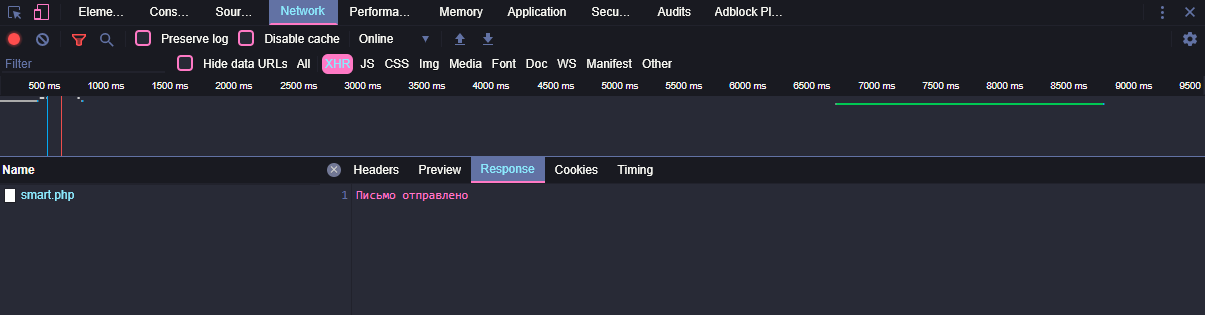 Eleme… Cons… Sour… Network Performa… Memory Application Secu… Audits Adblock Pl…
Preserve log Disable cache Online
Filter Hide data URLs All XHR JS CSS Img Media Font Doc WS Manifest Other
500 ms 1000 ms 1500 ms 2000 ms 2500 ms 3000 ms 3500 ms 4000 ms 4500 ms 5000 ms 5500 ms 6000 ms 6500 ms 7000 ms 7500 ms 8000 ms 8500 ms 9000 ms 9500
Name Headers Preview Response Cookies Timing
smart.php 1 Письмо отправлено